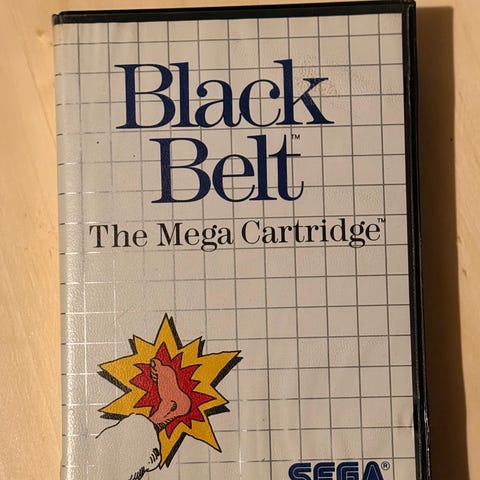 Black
Belt™
The Mega Cartridge™
SEGA®